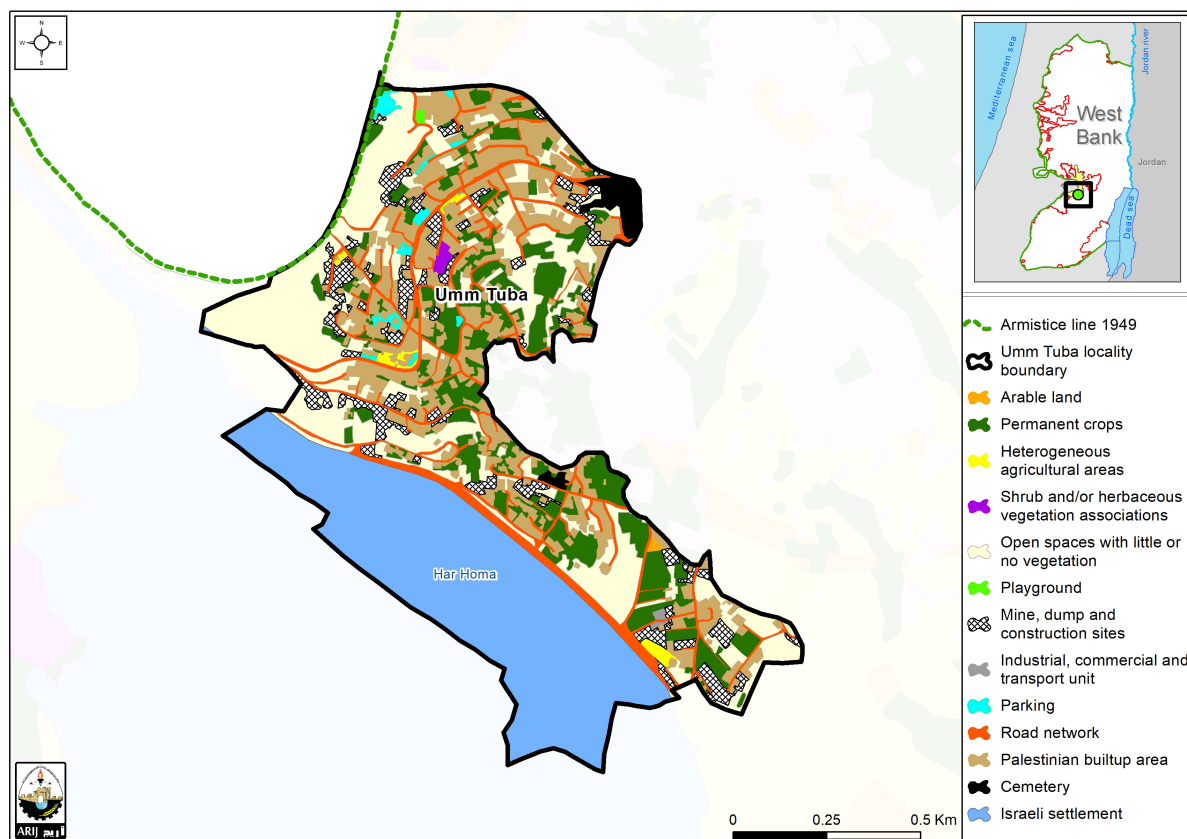 N
W E
S
Umm Tuba
Har Homa
0 0.25 0.5 Km
ARIJ أريج
Mediterranean sea
Jordan river
West
Bank
Jordan
Dead sea
Armistice line 1949
Umm Tuba locality
boundary
Arable land
Permanent crops
Heterogeneous
agricultural areas
Shrub and/or herbaceous
vegetation associations
Open spaces with little or
no vegetation
Playground
Mine, dump and
construction sites
Industrial, commercial and
transport unit
Parking
Road network
Palestinian builtup area
Cemetery
Israeli settlement